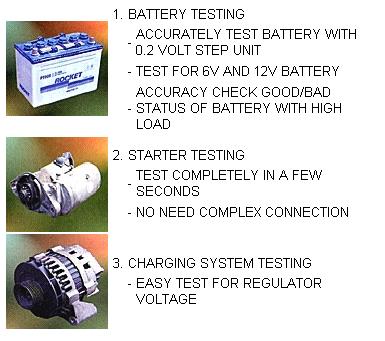 1. BATTERY TESTING
- ACCURATELY TEST BATTERY WITH
0.2 VOLT STEP UNIT
- TEST FOR 6V AND 12V BATTERY
ACCURACY CHECK GOOD/BAD
- STATUS OF BATTERY WITH HIGH
LOAD
ROCKET
2. STARTER TESTING
- TEST COMPLETELY IN A FEW
SECONDS
- NO NEED COMPLEX CONNECTION
3. CHARGING SYSTEM TESTING
- EASY TEST FOR REGULATOR
VOLTAGE